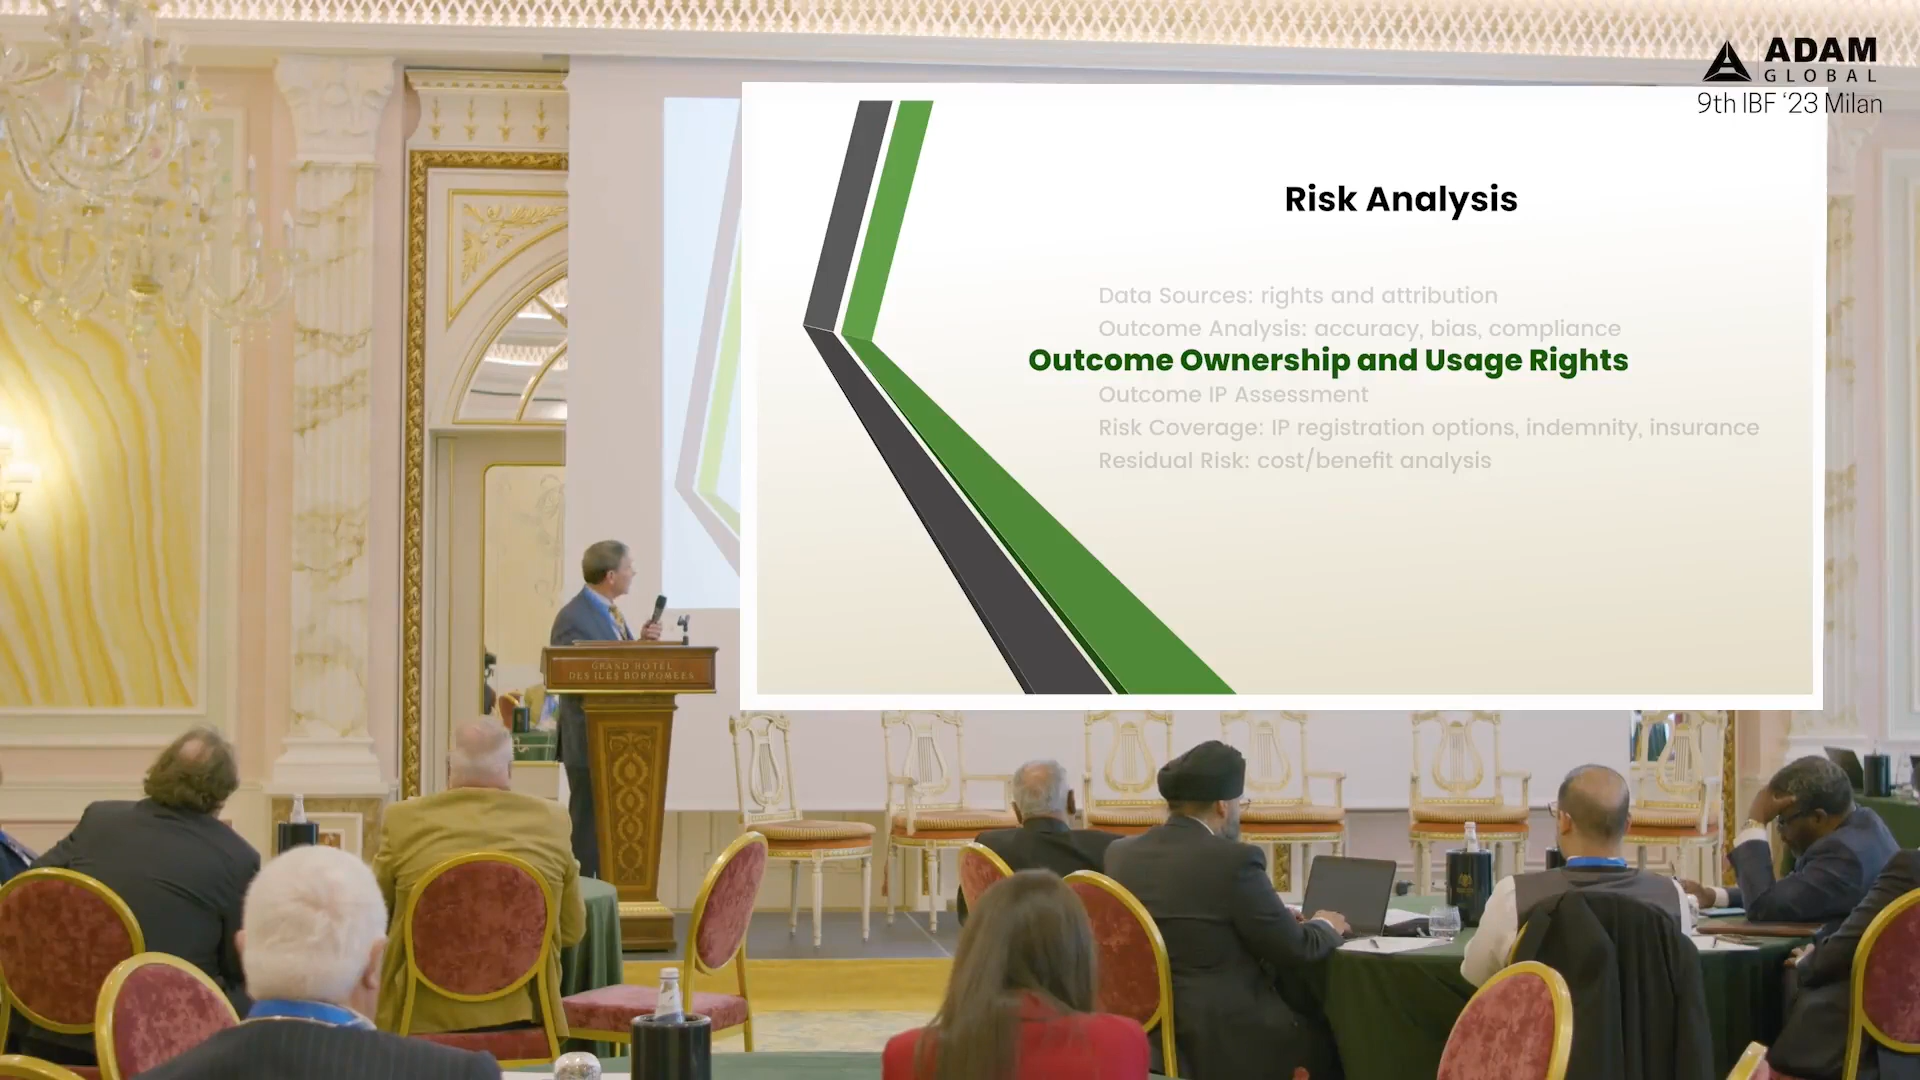 ADAM
GLOBAL
9th IBF ‘23 Milan
Risk Analysis
Data Sources: rights and attribution
Outcome Analysis: accuracy, bias, compliance
Outcome Ownership and Usage Rights
Outcome IP Assessment
Risk Coverage: IP registration options, indemnity, insurance
Residual Risk: cost/benefit analysis
GRAND HOTEL
DES ILES BORROMEES